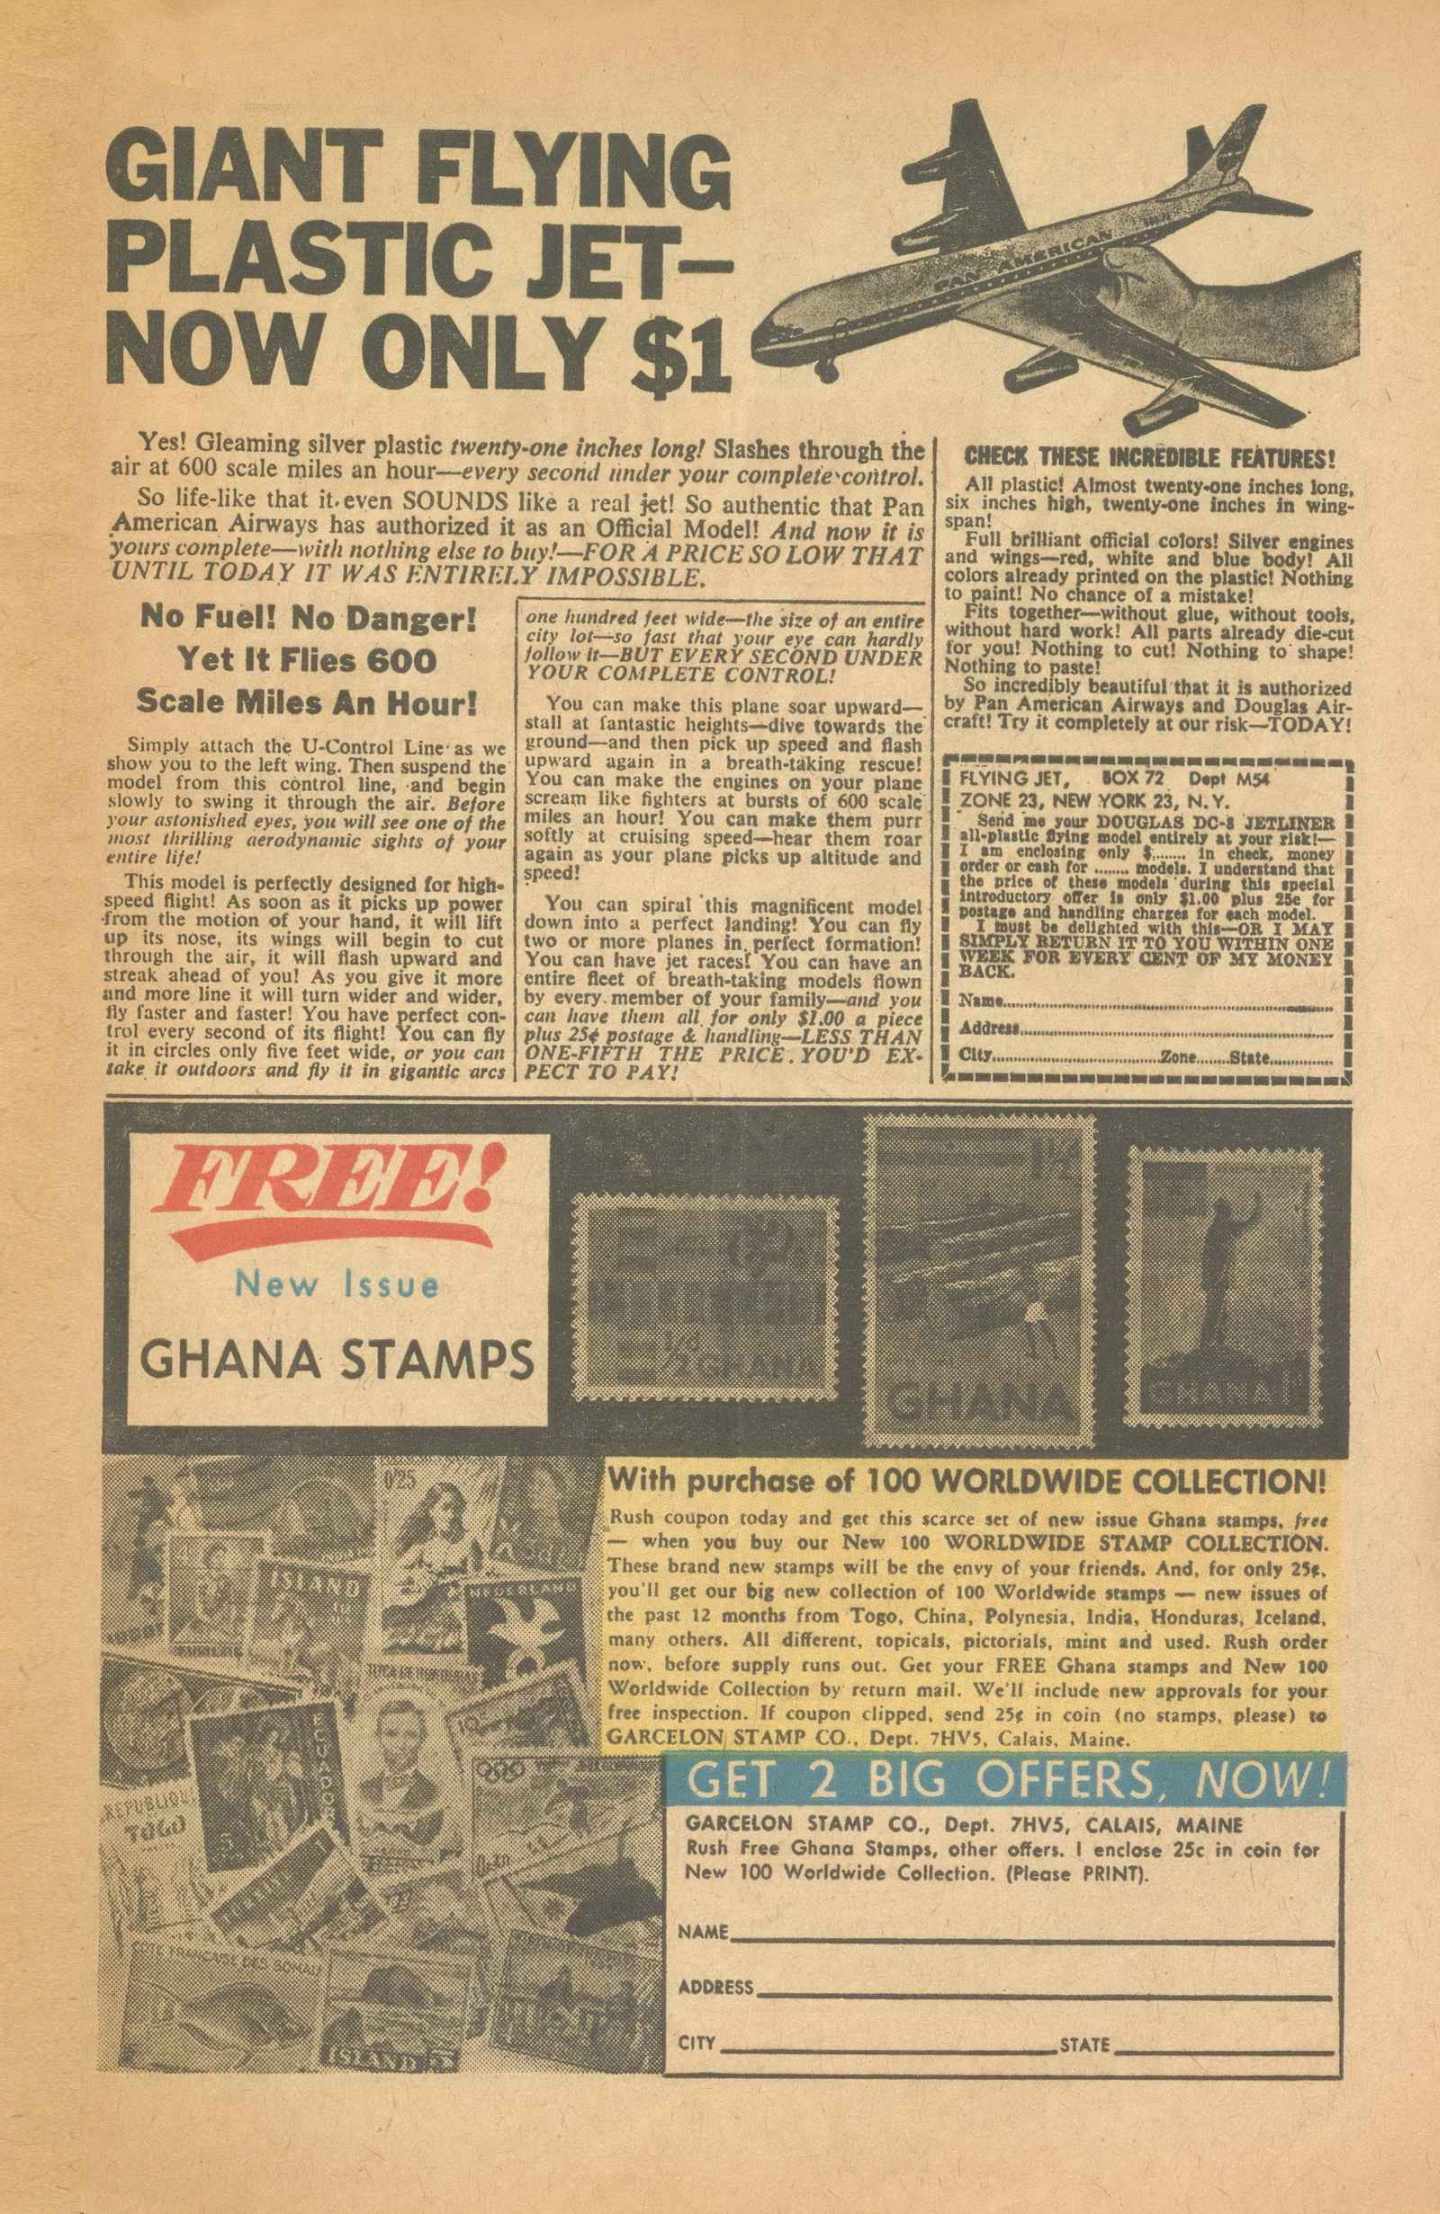 GIANT FLYING
PLASTIC JET—
NOW ONLY $1
PAN AMERICAN
Yes! Gleaming silver plastic twenty-one inches long! Slashes through the
air at 600 scale miles an hour—every second under your complete control.
So life-like that it even SOUNDS like a real jet! So authentic that Pan
American Airways has authorized it as an Official Model! And now it is
yours complete—with nothing else to buy!—FOR A PRICE SO LOW THAT
UNTIL TODAY IT WAS ENTIRELY IMPOSSIBLE.
No Fuel! No Danger!
Yet It Flies 600
Scale Miles An Hour!
Simply attach the U-Control Line as we
show you to the left wing. Then suspend the
model from this control line, and begin
slowly to swing it through the air. Before
your astonished eyes, you will see one of the
most thrilling aerodynamic sights of your
entire life!
This model is perfectly designed for high-
speed flight! As soon as it picks up power
from the motion of your hand, it will lift
up its nose, its wings will begin to cut
through the air, it will flash upward and
streak ahead of you! As you give it more
and more line it will turn wider and wider,
fly faster and faster! You have perfect con-
trol every second of its flight! You can fly
it in circles only five feet wide, or you can
take it outdoors and fly it in gigantic arcs
one hundred feet wide—the size of an entire
city lot—so fast that your eye can hardly
follow it—BUT EVERY SECOND UNDER
YOUR COMPLETE CONTROL!
You can make this plane soar upward—
stall at fantastic heights—dive towards the
ground—and then pick up speed and flash
upward again in a breath-taking rescue!
You can make the engines on your plane
scream like fighters at bursts of 600 scale
miles an hour! You can make them purr
softly at cruising speed—hear them roar
again as your plane picks up altitude and
speed!
You can spiral this magnificent model
down into a perfect landing! You can fly
two or more planes in perfect formation!
You can have jet races! You can have an
entire fleet of breath-taking models flown
by every member of your family—and you
can have them all for only $1.00 a piece
plus 25¢ postage & handling—LESS THAN
ONE-FIFTH THE PRICE YOU'D EX-
PECT TO PAY!
CHECK THESE INCREDIBLE FEATURES!
All plastic! Almost twenty-one inches long,
six inches high, twenty-one inches in wing-
span!
Full brilliant official colors! Silver engines
and wings—red, white and blue body! All
colors already printed on the plastic! Nothing
to paint! No chance of a mistake!
Fits together—without glue, without tools,
without hard work! All parts already die-cut
for you! Nothing to cut! Nothing to shape!
Nothing to paste!
So incredibly beautiful that it is authorized
by Pan American Airways and Douglas Air-
craft! Try it completely at our risk—TODAY!
FLYING JET, BOX 72 Dept M54
ZONE 23, NEW YORK 23, N.Y.
Send me your DOUGLAS DC-8 JETLINER
all-plastic flying model entirely at your risk!—
I am enclosing only $........ in check, money
order or cash for ........ models. I understand that
the price of these models during this special
introductory offer is only $1.00 plus 25c for
postage and handling charges for each model.
I must be delighted with this—OR I MAY
SIMPLY RETURN IT TO YOU WITHIN ONE
WEEK FOR EVERY CENT OF MY MONEY
BACK.
Name
Address
City Zone State
FREE!
New Issue
GHANA STAMPS
1/2 GHANA
GHANA
GHANA
With purchase of 100 WORLDWIDE COLLECTION!
Rush coupon today and get this scarce set of new issue Ghana stamps, free
— when you buy our New 100 WORLDWIDE STAMP COLLECTION.
These brand new stamps will be the envy of your friends. And, for only 25¢,
you'll get our big new collection of 100 Worldwide stamps — new issues of
the past 12 months from Togo, China, Polynesia, India, Honduras, Iceland,
many others. All different, topicals, pictorials, mint and used. Rush order
now, before supply runs out. Get your FREE Ghana stamps and New 100
Worldwide Collection by return mail. We'll include new approvals for your
free inspection. If coupon clipped, send 25¢ in coin (no stamps, please) to
GARCELON STAMP CO., Dept. 7HV5, Calais, Maine.
0'25
ISLAND
NEDERLAND
ECUADOR
REPUBLIQUE
TOGO
COTE FRANÇAISE DES SOMALI
ISLAND
GET 2 BIG OFFERS, NOW!
GARCELON STAMP CO., Dept. 7HV5, CALAIS, MAINE
Rush Free Ghana Stamps, other offers. I enclose 25c in coin for
New 100 Worldwide Collection. (Please PRINT).
NAME
ADDRESS
CITY STATE